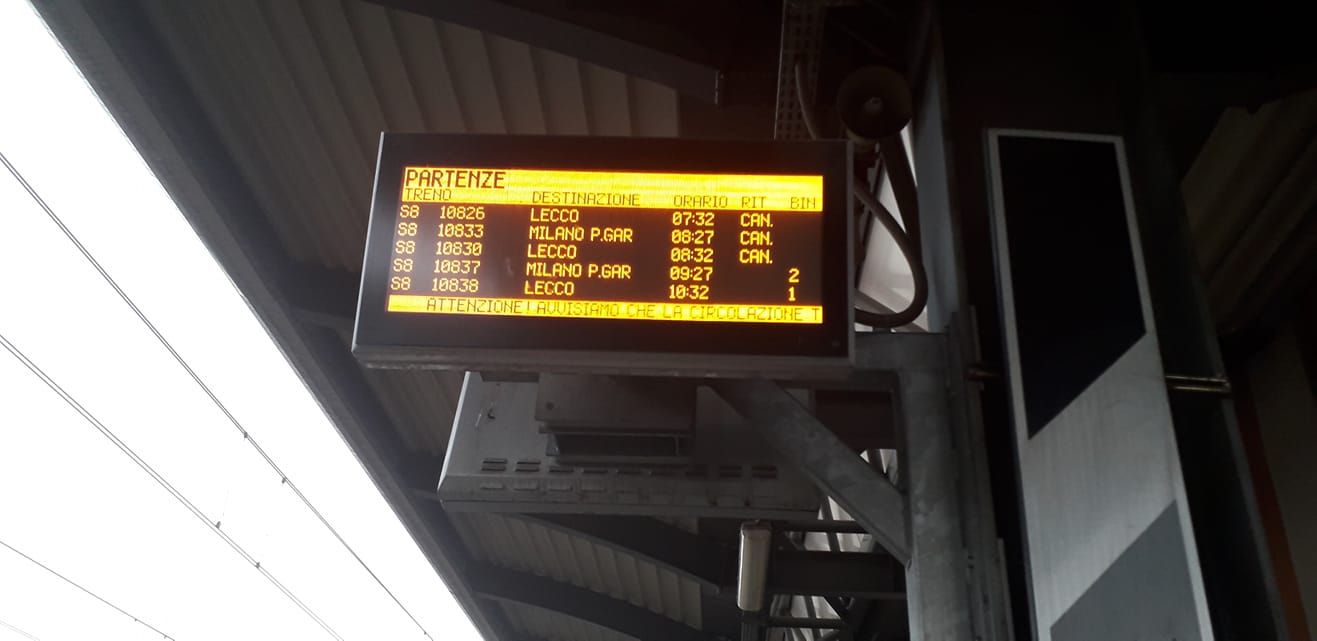 PARTENZE
TRENO DESTINAZIONE ORARIO RIT BIN
S8 10826 LECCO 07:32 CAN.
S8 10833 MILANO P.GAR 08:27 CAN.
S8 10830 LECCO 08:32 CAN.
S8 10837 MILANO P.GAR 09:27 2
S8 10838 LECCO 10:32 1
ATTENZIONE! AVVISIAMO CHE LA CIRCOLAZIONE T